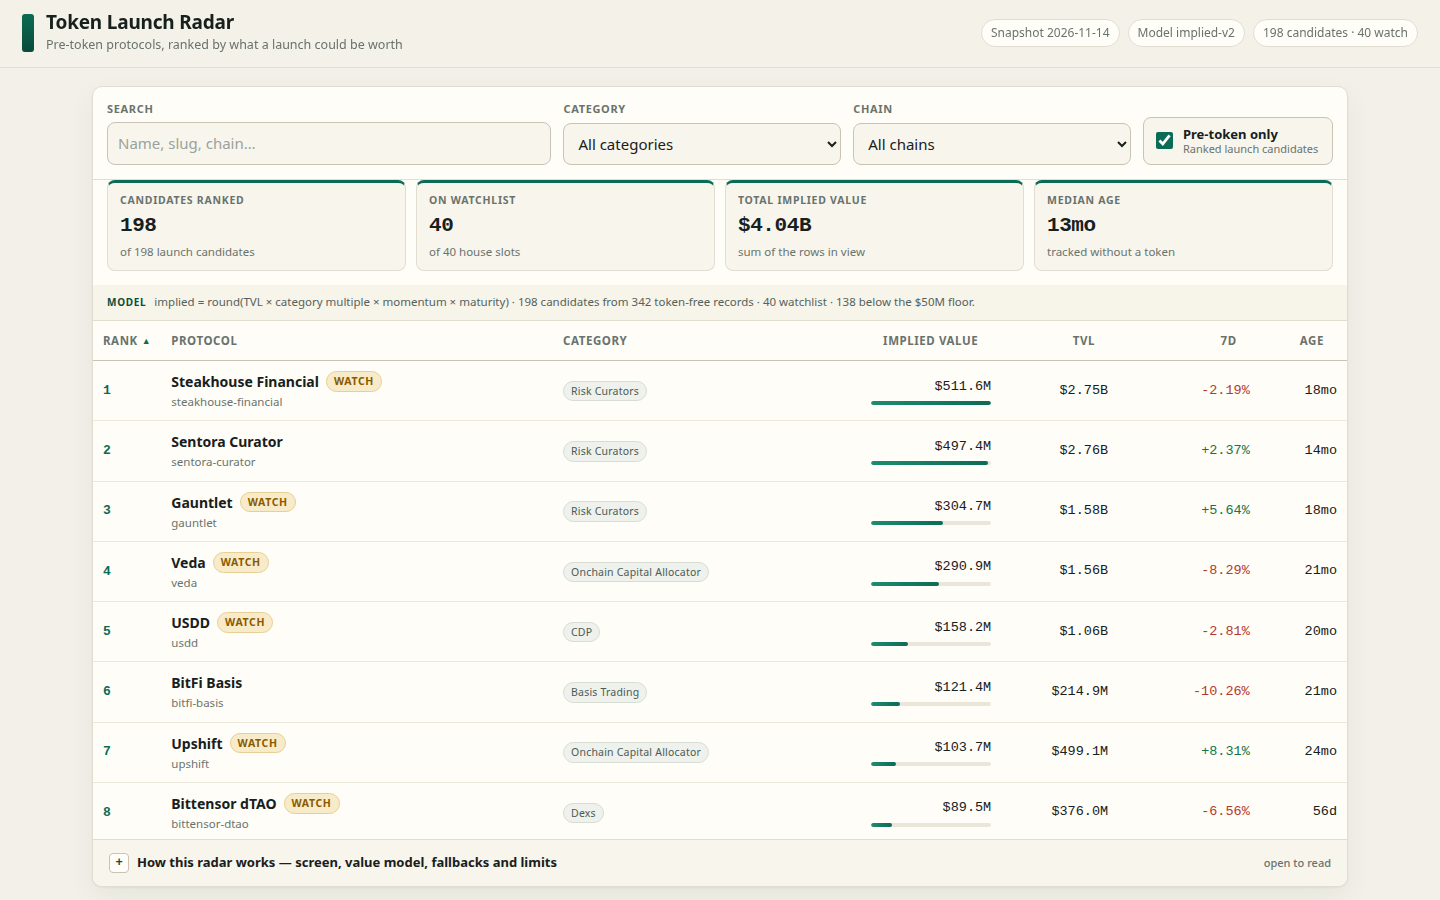 Token Launch Radar
Pre-token protocols, ranked by what a launch could be worth
Snapshot 2026-11-14
Model implied-v2
198 candidates · 40 watch
SEARCH
CATEGORY
CHAIN
Name, slug, chain...
All categories
All chains
Pre-token only
Ranked launch candidates
CANDIDATES RANKED
198
of 198 launch candidates
ON WATCHLIST
40
of 40 house slots
TOTAL IMPLIED VALUE
$4.04B
sum of the rows in view
MEDIAN AGE
13mo
tracked without a token
MODEL implied = round(TVL × category multiple × momentum × maturity) · 198 candidates from 342 token-free records · 40 watchlist · 138 below the $50M floor.
RANK ▲ PROTOCOL CATEGORY IMPLIED VALUE TVL 7D AGE
1 Steakhouse Financial WATCH Risk Curators $511.6M $2.75B -2.19% 18mo
steakhouse-financial
2 Sentora Curator Risk Curators $497.4M $2.76B +2.37% 14mo
sentora-curator
3 Gauntlet WATCH Risk Curators $304.7M $1.58B +5.64% 18mo
gauntlet
4 Veda WATCH Onchain Capital Allocator $290.9M $1.56B -8.29% 21mo
veda
5 USDD WATCH CDP $158.2M $1.06B -2.81% 20mo
usdd
6 BitFi Basis Basis Trading $121.4M $214.9M -10.26% 21mo
bitfi-basis
7 Upshift WATCH Onchain Capital Allocator $103.7M $499.1M +8.31% 24mo
upshift
8 Bittensor dTAO WATCH Dexs $89.5M $376.0M -6.56% 56d
bittensor-dtao
+ How this radar works — screen, value model, fallbacks and limits
open to read